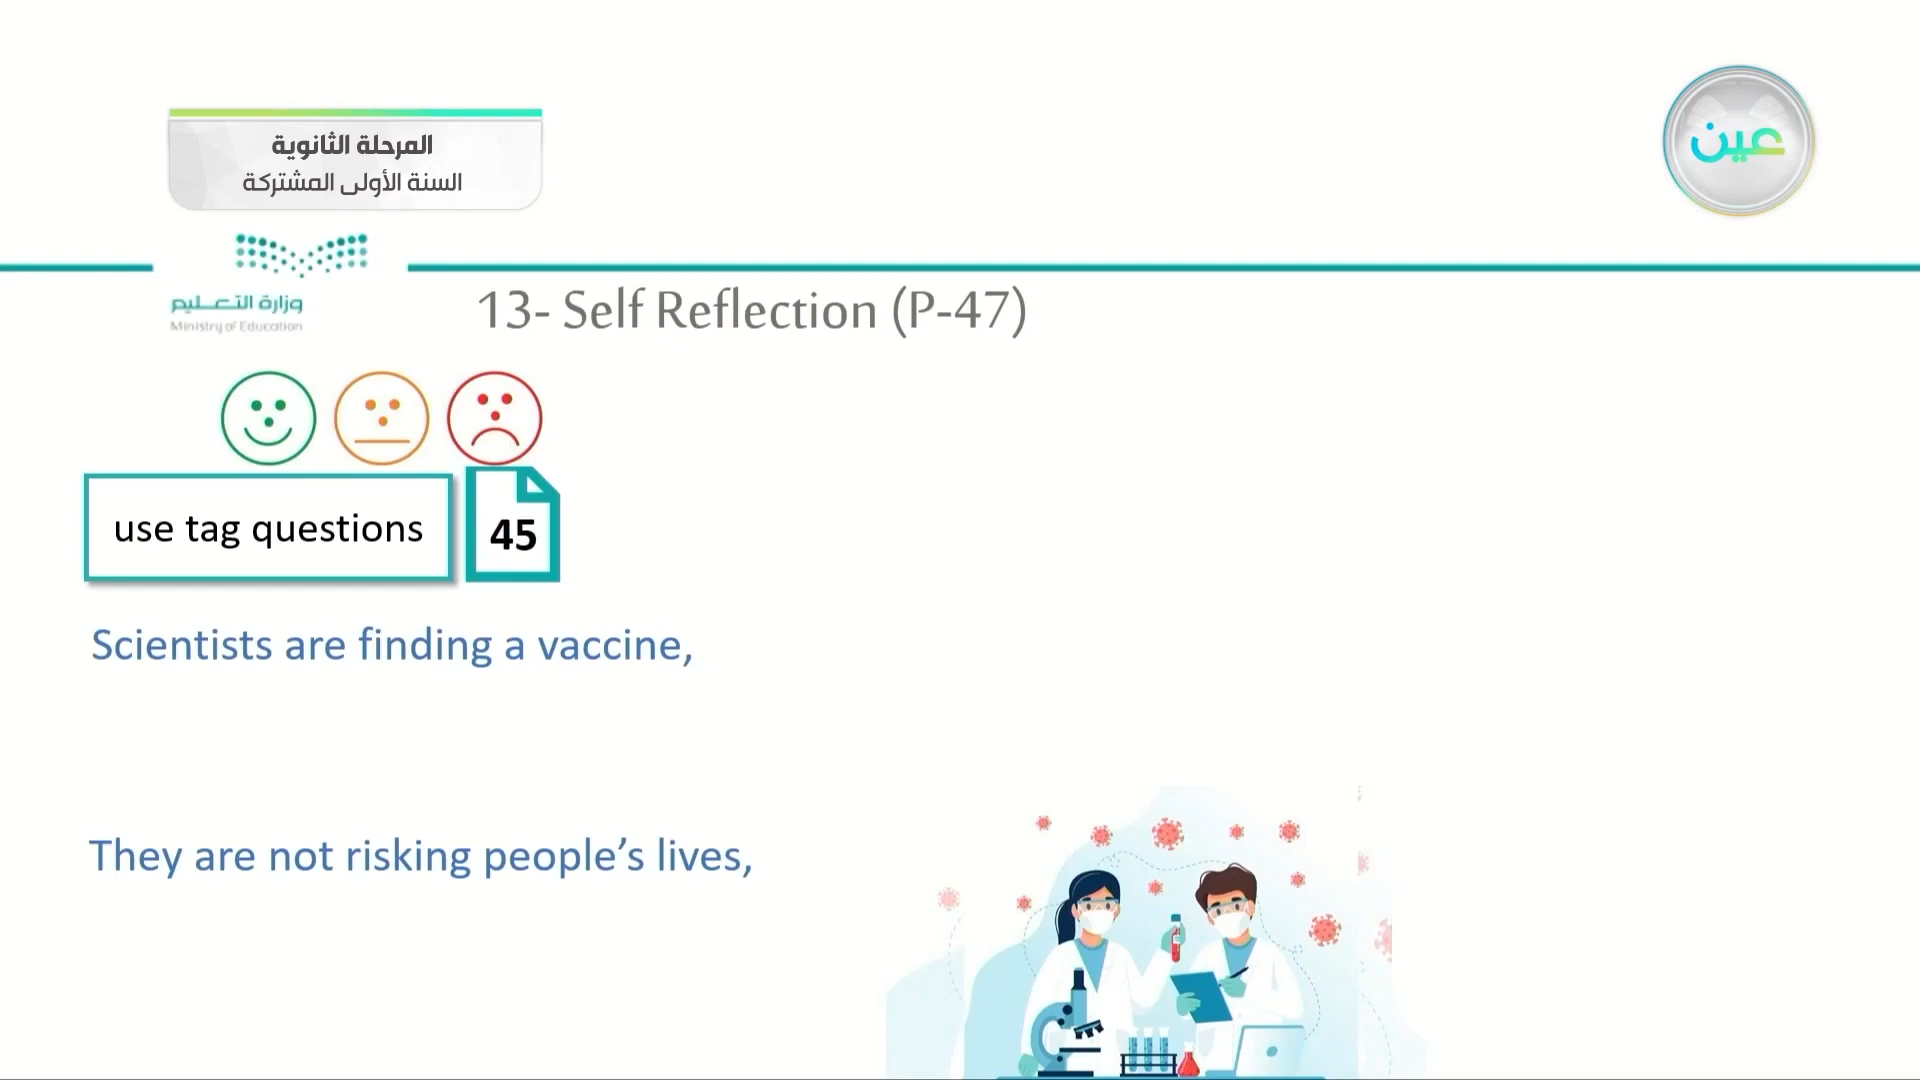 المرحلة الثانوية
السنة الأولى المشتركة
عين
وزارة التعليم
Ministry of Education
13- Self Reflection (P-47)
use tag questions
45
Scientists are finding a vaccine,
They are not risking people’s lives,